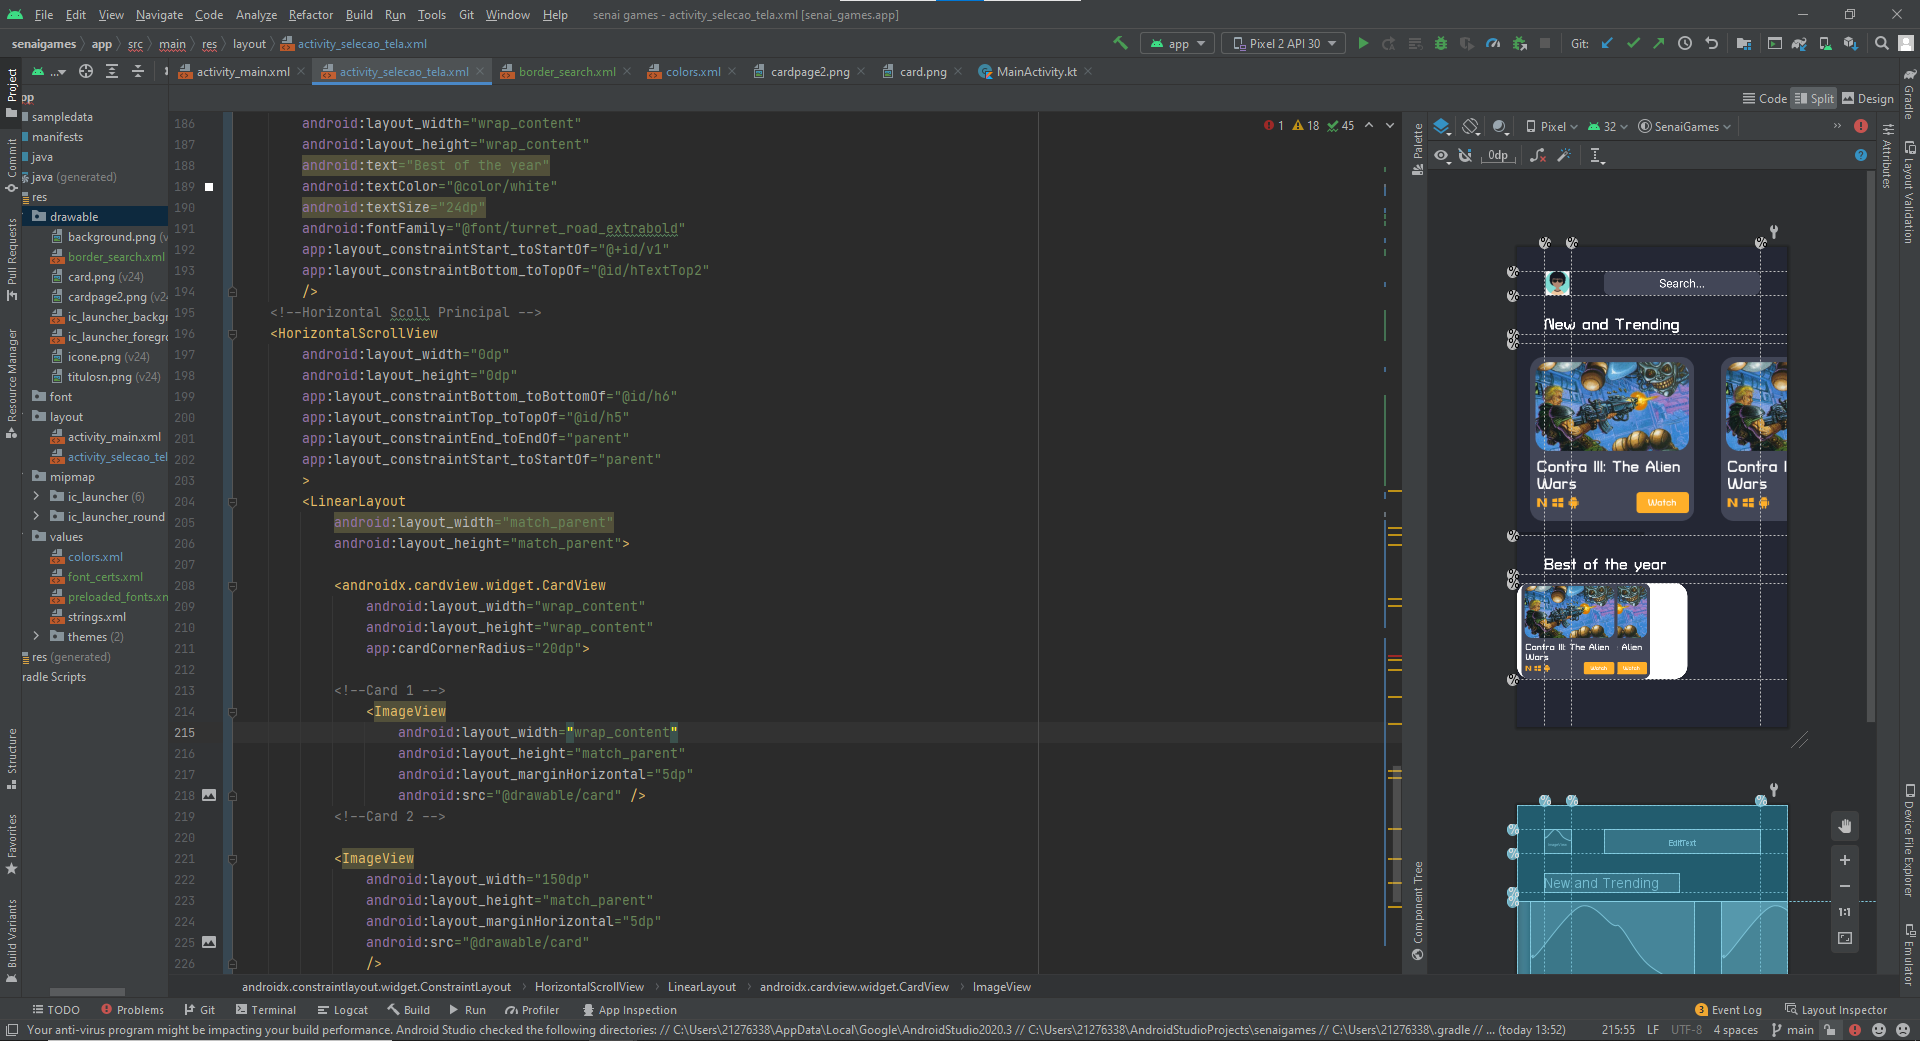 File Edit View Navigate Code Analyze Refactor Build Run Tools Git Window Help senai games - activity_selecao_tela.xml [senai_games.app]
senaigames app src main res layout activity_selecao_tela.xml app Pixel 2 API 30 Git:
Project ... activity_main.xml activity_selecao_tela.xml border_search.xml colors.xml cardpage2.png card.png MainActivity.kt Gradle
Code Split Design
pp
sampledata
manifests
java
java (generated)
res
drawable
background.png (v
border_search.xml
card.png (v24)
cardpage2.png (v2
ic_launcher_backgr
ic_launcher_foregro
icone.png (v24)
titulosn.png (v24)
font
layout
activity_main.xml
activity_selecao_tel
mipmap
ic_launcher (6)
ic_launcher_round
values
colors.xml
font_certs.xml
preloaded_fonts.xn
strings.xml
themes (2)
res (generated)
radle Scripts
Commit
Pull Requests
Resource Manager
Structure
Favorites
Build Variants
1 18 45
186 android:layout_width="wrap_content"
187 android:layout_height="wrap_content"
188 android:text="Best of the year"
189 android:textColor="@color/white"
190 android:textSize="24dp"
191 android:fontFamily="@font/turret_road_extrabold"
192 app:layout_constraintStart_toStartOf="@+id/v1"
193 app:layout_constraintBottom_toTopOf="@id/hTextTop2"
194 />
195 <!--Horizontal Scoll Principal -->
196 <HorizontalScrollView
197 android:layout_width="0dp"
198 android:layout_height="0dp"
199 app:layout_constraintBottom_toBottomOf="@id/h6"
200 app:layout_constraintTop_toTopOf="@id/h5"
201 app:layout_constraintEnd_toEndOf="parent"
202 app:layout_constraintStart_toStartOf="parent"
203 >
204 <LinearLayout
205 android:layout_width="match_parent"
206 android:layout_height="match_parent">
207
208 <androidx.cardview.widget.CardView
209 android:layout_width="wrap_content"
210 android:layout_height="wrap_content"
211 app:cardCornerRadius="20dp">
212
213 <!--Card 1 -->
214 <ImageView
215 android:layout_width="wrap_content"
216 android:layout_height="match_parent"
217 android:layout_marginHorizontal="5dp"
218 android:src="@drawable/card" />
219 <!--Card 2 -->
220
221 <ImageView
222 android:layout_width="150dp"
223 android:layout_height="match_parent"
224 android:layout_marginHorizontal="5dp"
225 android:src="@drawable/card"
226 />
Palette
Component Tree
Pixel 32 SenaiGames
0dp
Search...
New and Trending
Contra III: The Alien Wars
Watch
Contra I
Wars
Best of the year
Contra III: The Alien Wars
Watch
Alien
Watch
ImageView
EditText
New and Trending
1:1
Attributes
Layout Validation
Device File Explorer
Emulator
androidx.constraintlayout.widget.ConstraintLayout HorizontalScrollView LinearLayout androidx.cardview.widget.CardView ImageView
TODO Problems Git Terminal Logcat Build Run Profiler App Inspection 3 Event Log Layout Inspector
Your anti-virus program might be impacting your build performance. Android Studio checked the following directories: // C:\Users\21276338\AppData\Local\Google\AndroidStudio2020.3 // C:\Users\21276338\AndroidStudioProjects\senaigames // C:\Users\21276338\.gradle // ... (today 13:52) 215:55 LF UTF-8 4 spaces main